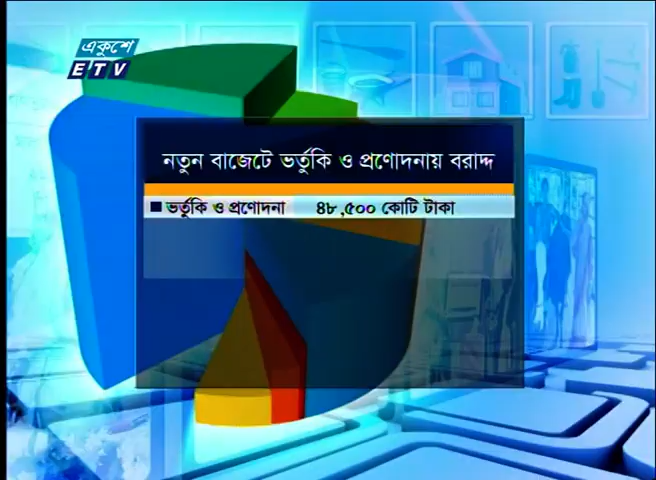 একুশে
ETV
নতুন বাজেটে ভর্তুকি ও প্রণোদনায় বরাদ্দ
ভর্তুকি ও প্রণোদনা ৪৮,৫০০ কোটি টাকা